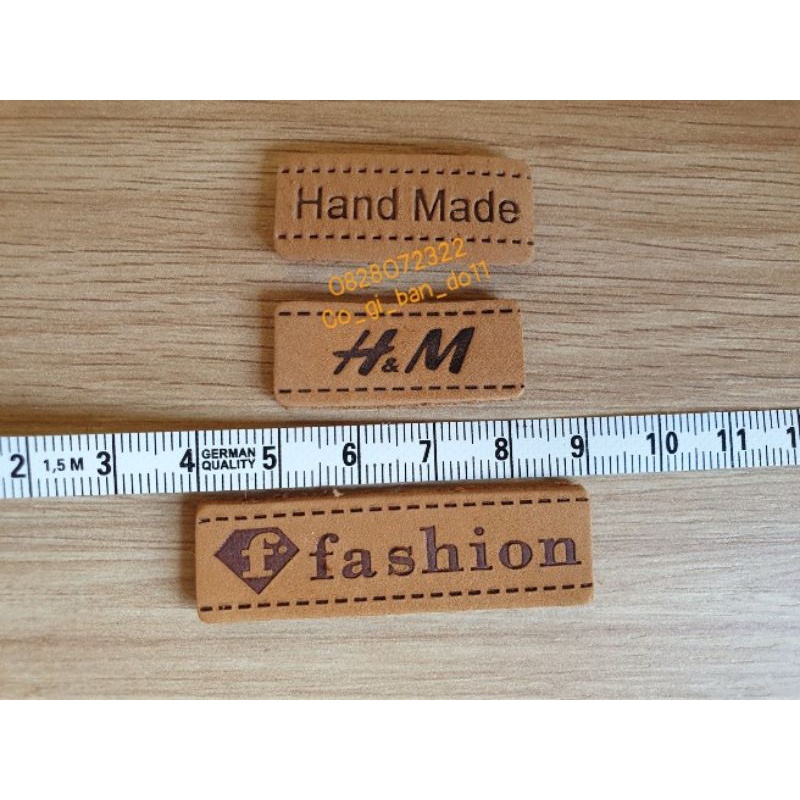 Hand Made
0828072322
Co_gi_ban_do11
H&M
2 1,5 M 3 4 GERMAN QUALITY 5 6 7 8 9 10 11 1
f fashion